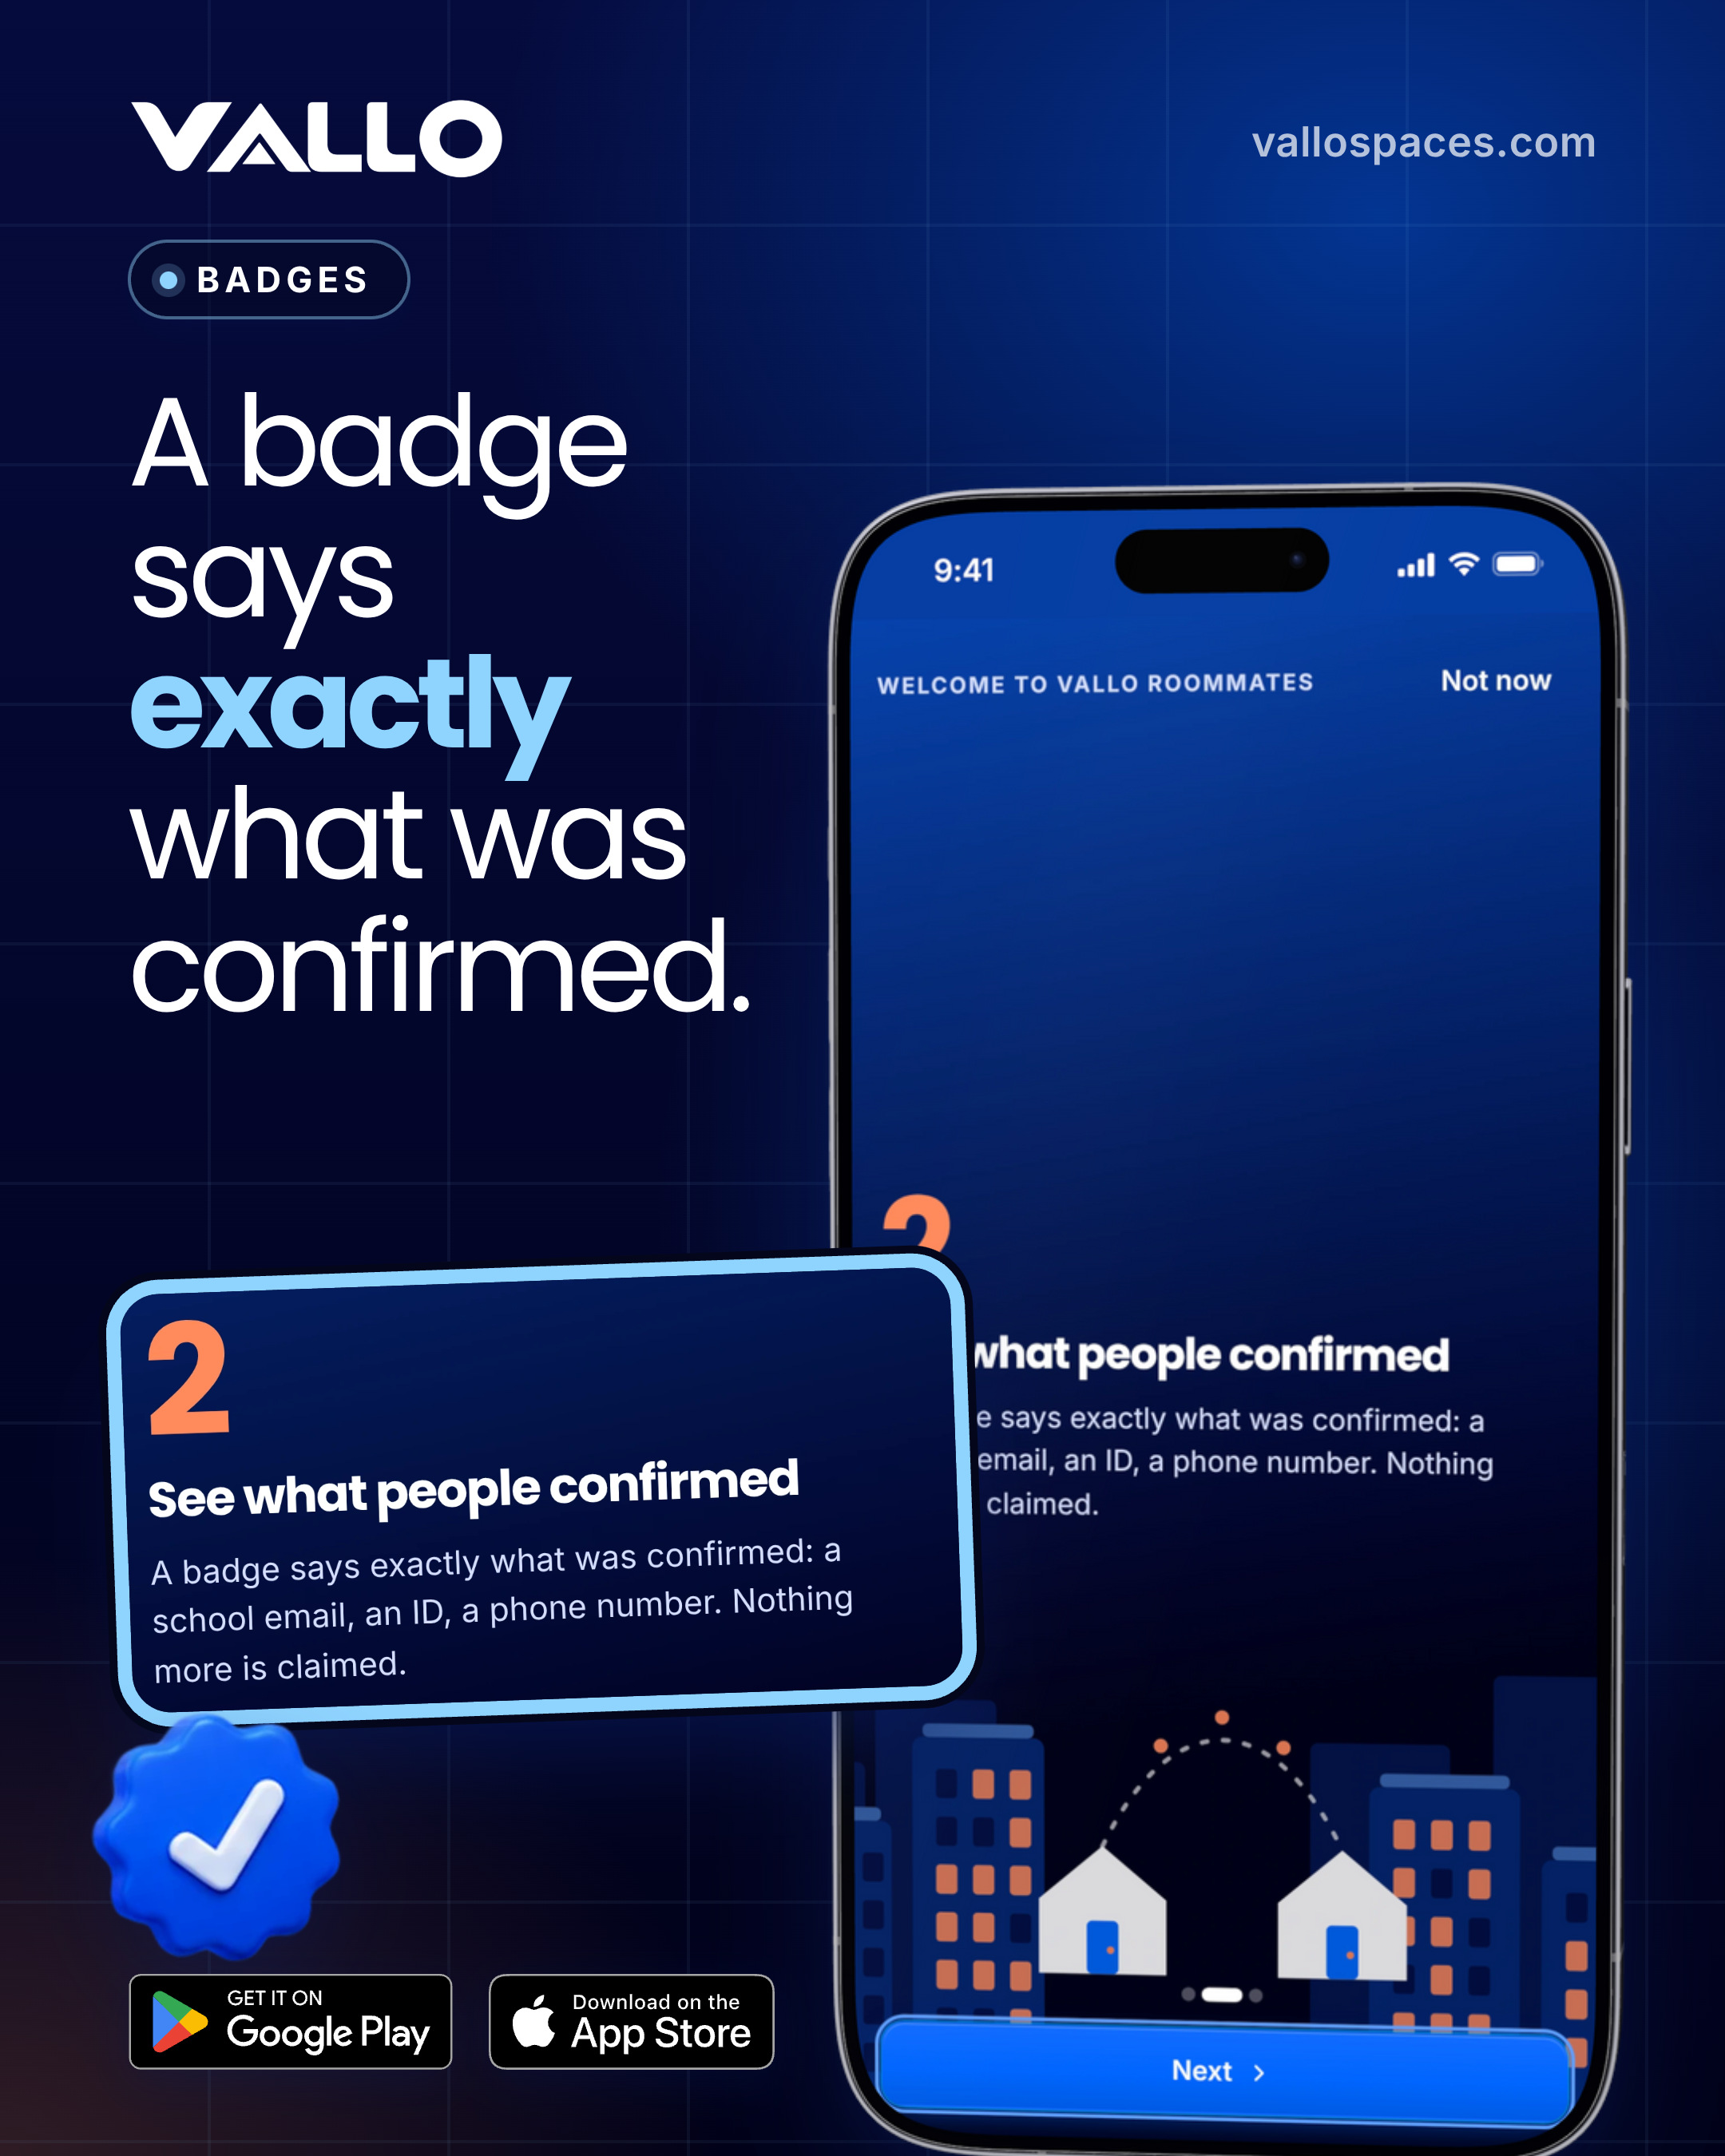 VALLO
vallospaces.com
BADGES
A badge
says
exactly
what was
confirmed.
9:41
WELCOME TO VALLO ROOMMATES
Not now
2
what people confirmed
e says exactly what was confirmed: a
email, an ID, a phone number. Nothing
claimed.
2
See what people confirmed
A badge says exactly what was confirmed: a
school email, an ID, a phone number. Nothing
more is claimed.
Next
GET IT ON
Google Play
Download on the
App Store